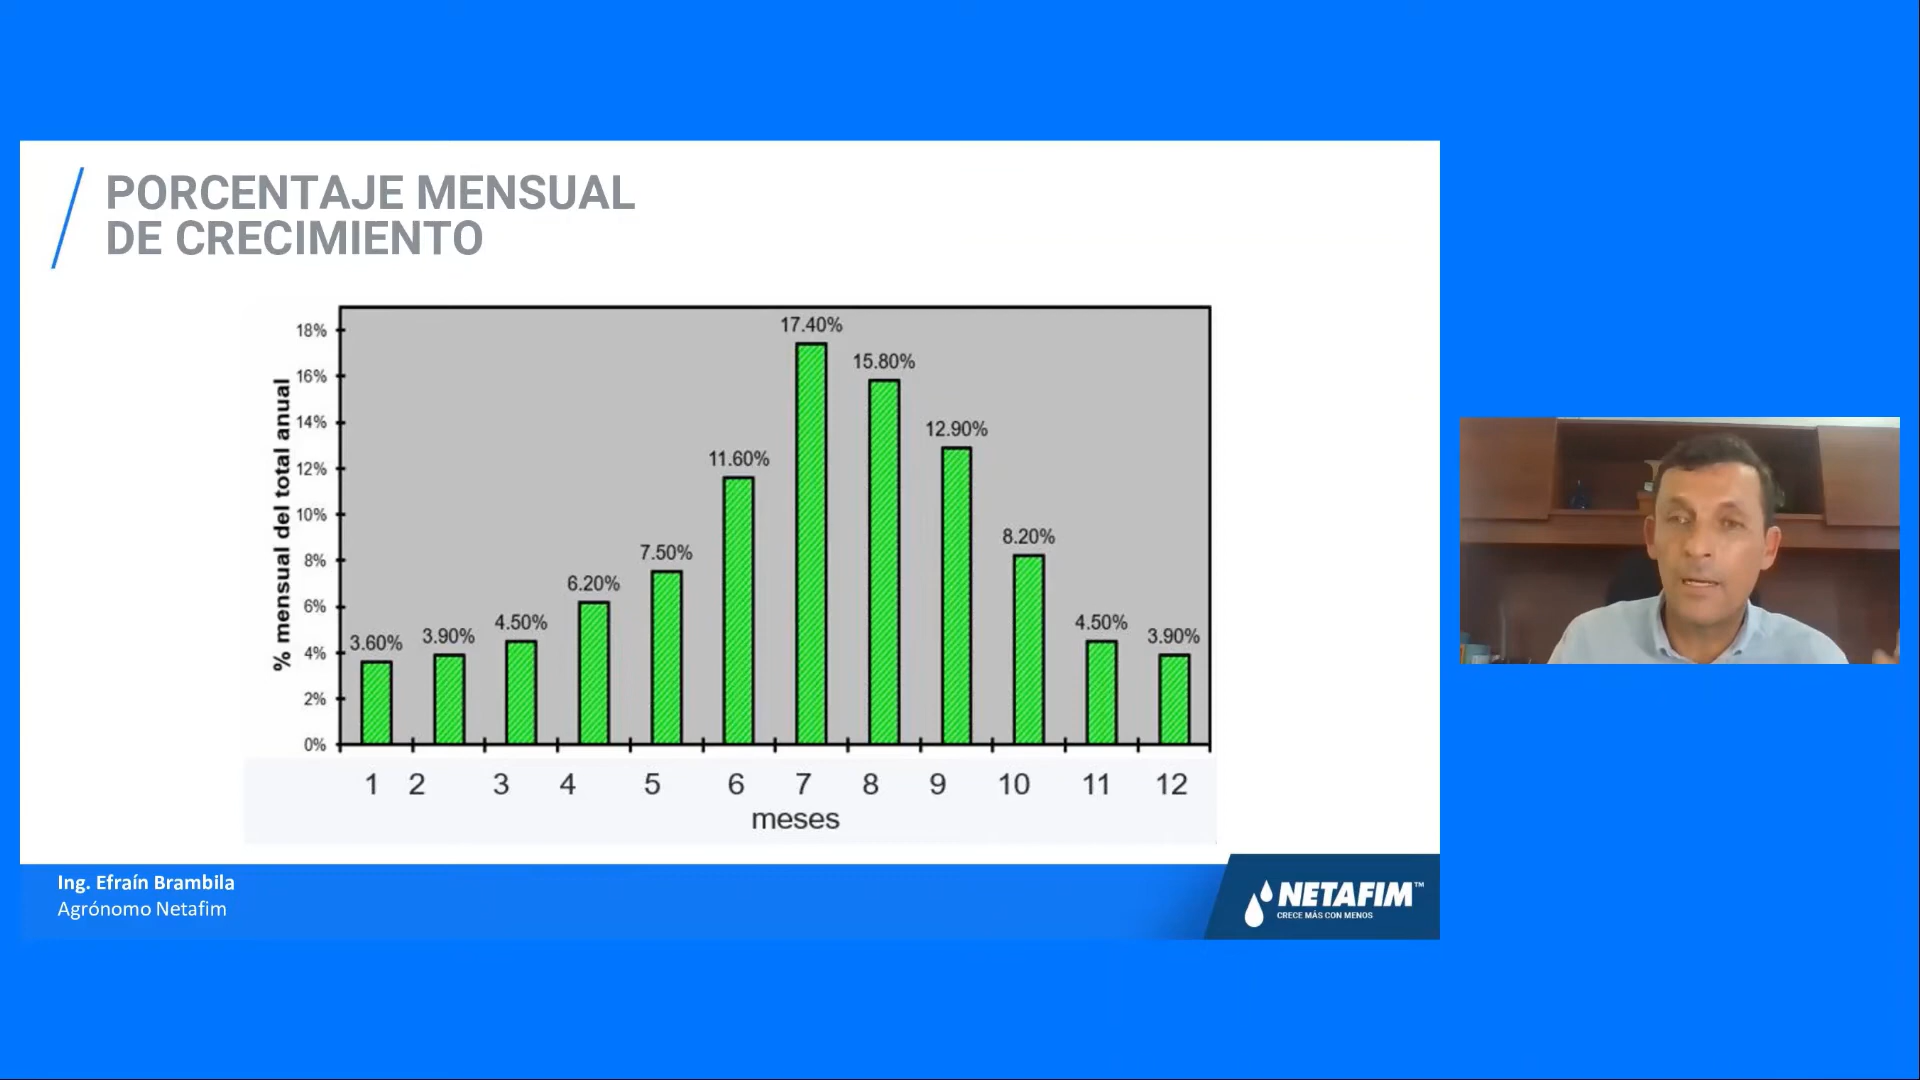 PORCENTAJE MENSUAL
DE CRECIMIENTO
% mensual del total anual
18%
16%
14%
12%
10%
8%
6%
4%
2%
0%
3.60%
3.90%
4.50%
6.20%
7.50%
11.60%
17.40%
15.80%
12.90%
8.20%
4.50%
3.90%
1 2 3 4 5 6 7 8 9 10 11 12
meses
Ing. Efraín Brambila
Agrónomo Netafim
NETAFIM™
CRECE MÁS CON MENOS